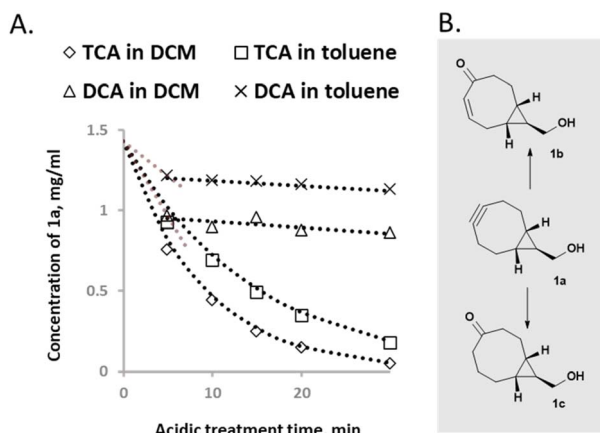 A.
B.
TCA in DCM TCA in toluene
DCA in DCM DCA in toluene
1.5
1
0.5
0
0 10 20
Concentration of 1a, mg/ml
Acidic treatment time, min
O
H
OH
H
1b
H
OH
H
1a
O
H
OH
H
1c